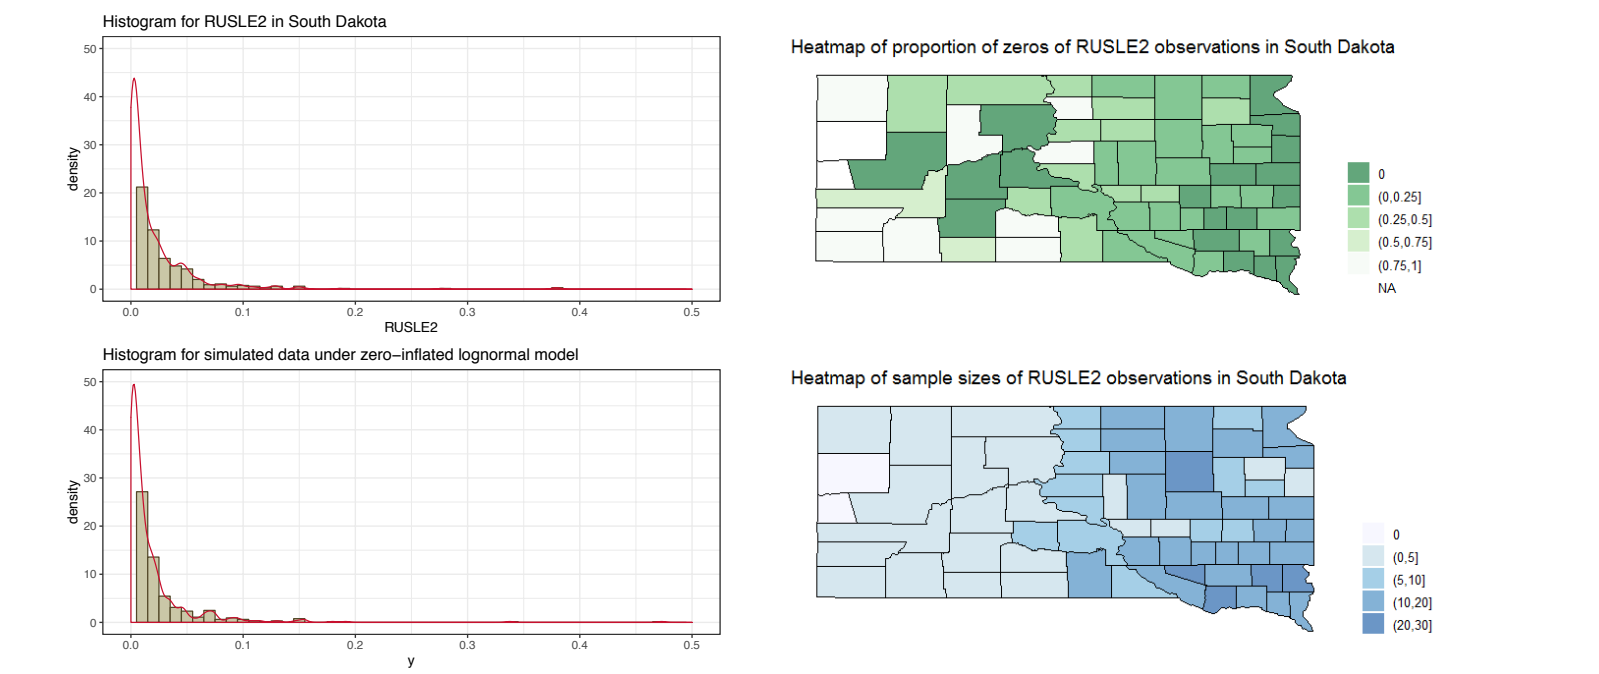 Histogram for RUSLE2 in South Dakota
50
40
30
20
10
0
density
0.0 0.1 0.2 0.3 0.4 0.5
RUSLE2
Heatmap of proportion of zeros of RUSLE2 observations in South Dakota
0
(0,0.25]
(0.25,0.5]
(0.5,0.75]
(0.75,1]
NA
Histogram for simulated data under zero−inflated lognormal model
50
40
30
20
10
0
density
0.0 0.1 0.2 0.3 0.4 0.5
y
Heatmap of sample sizes of RUSLE2 observations in South Dakota
0
(0,5]
(5,10]
(10,20]
(20,30]